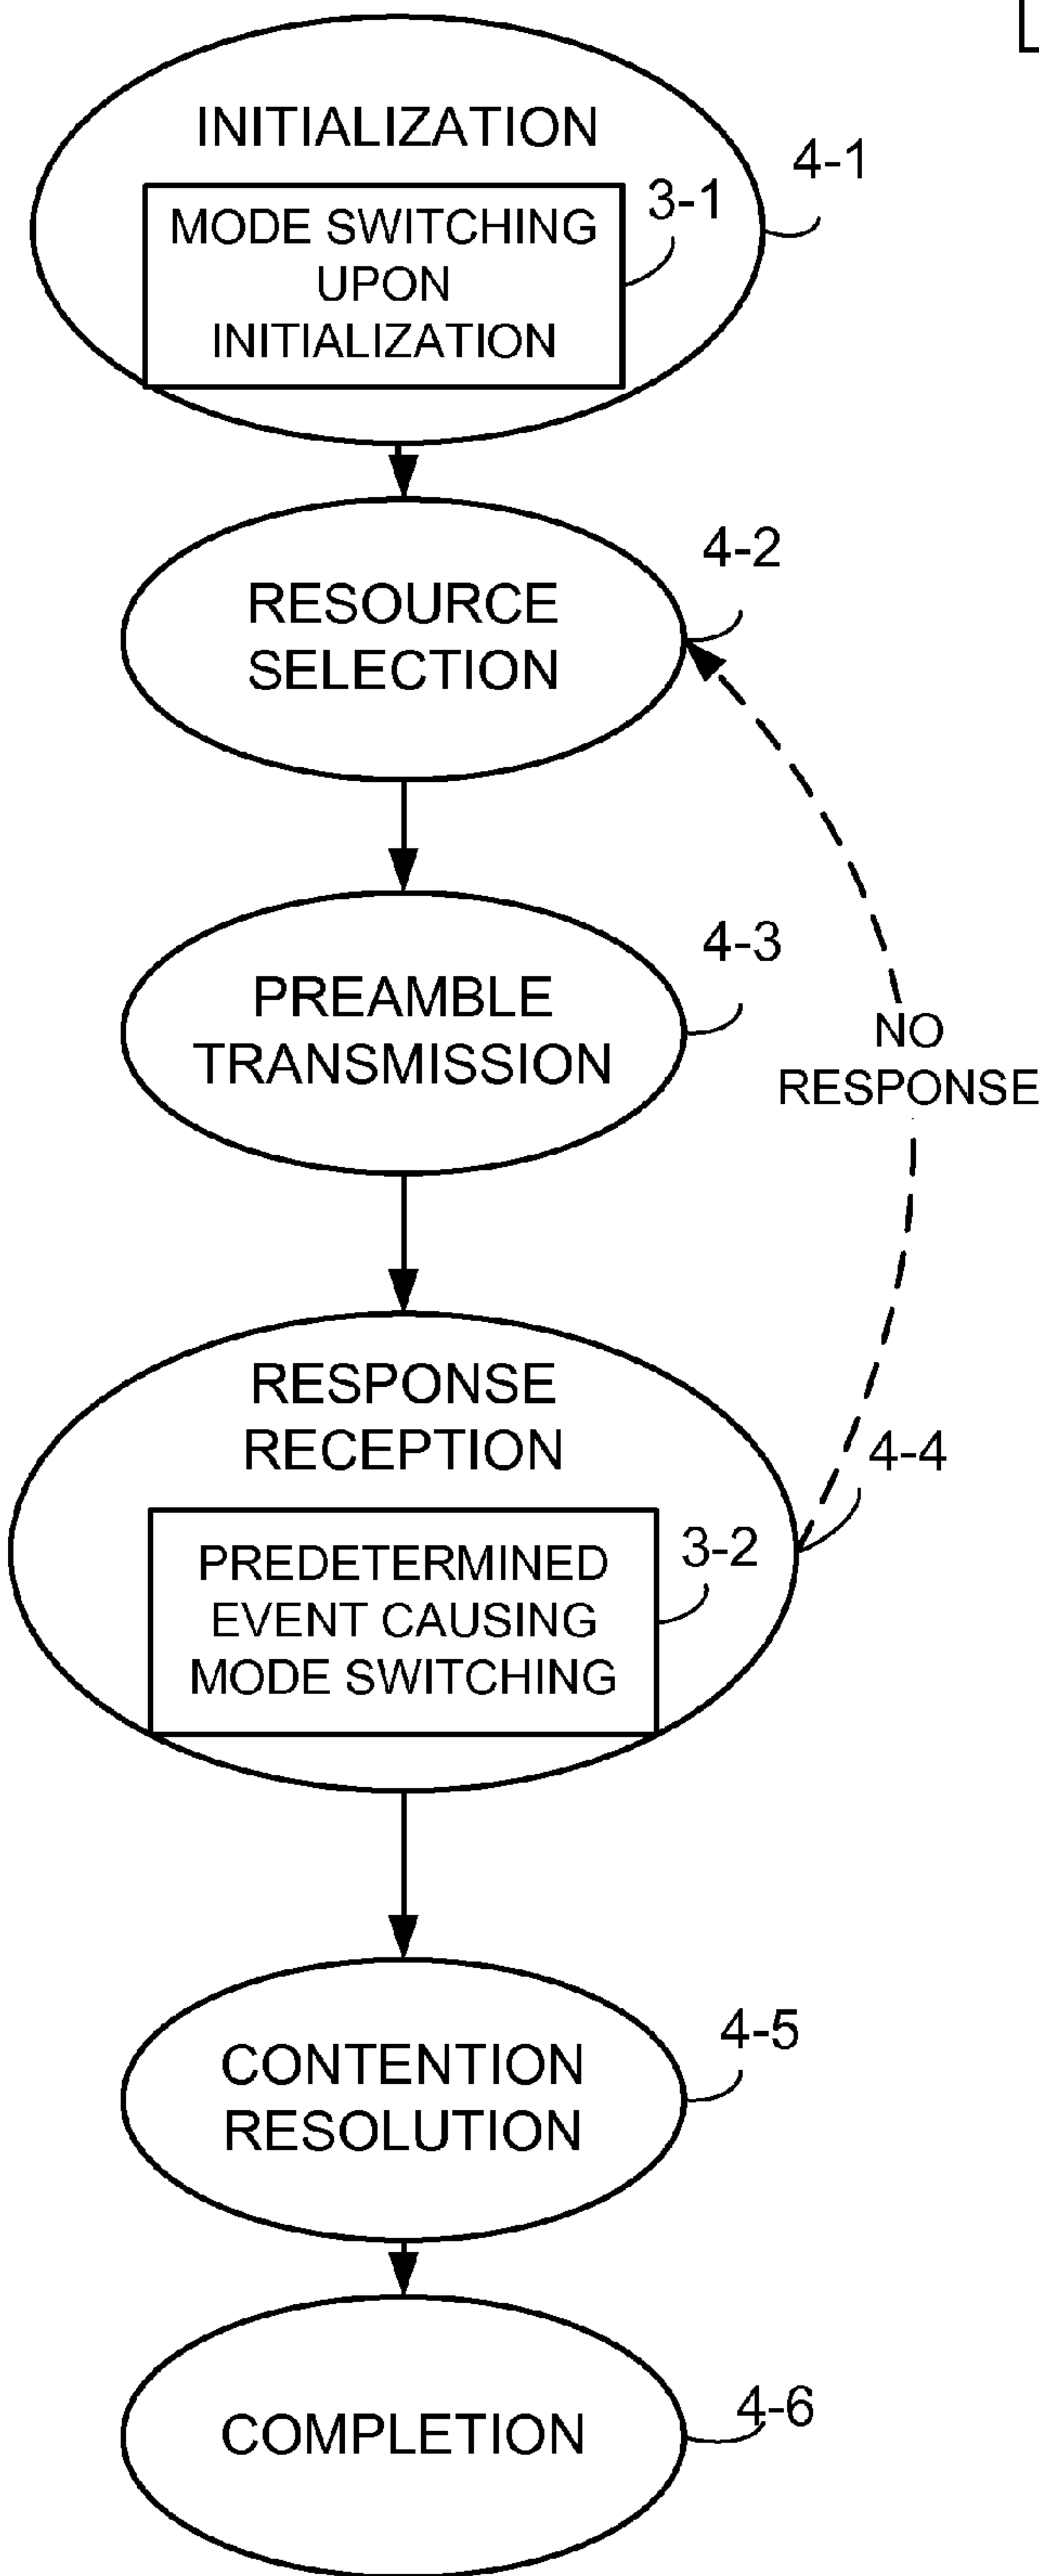 INITIALIZATION
4-1
3-1
MODE SWITCHING
UPON
INITIALIZATION
4-2
RESOURCE
SELECTION
4-3
PREAMBLE
TRANSMISSION
NO
RESPONSE
RESPONSE
RECEPTION
4-4
3-2
PREDETERMINED
EVENT CAUSING
MODE SWITCHING
4-5
CONTENTION
RESOLUTION
4-6
COMPLETION